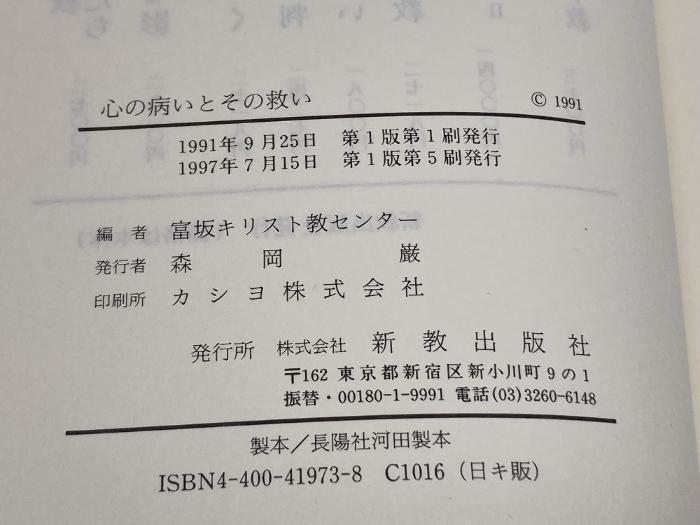 心の病いとその救い © 1991
1991年9月25日 第1版第1刷発行
1997年7月15日 第1版第5刷発行
編者 富坂キリスト教センター
発行者 森岡巌
印刷所 カショ株式会社
発行所 株式会社 新教出版社
〒162 東京都新宿区新小川町9の1
振替・00180-1-9991 電話(03)3260-6148
製本/長陽社河田製本
ISBN4-400-41973-8 C1016(日キ販)